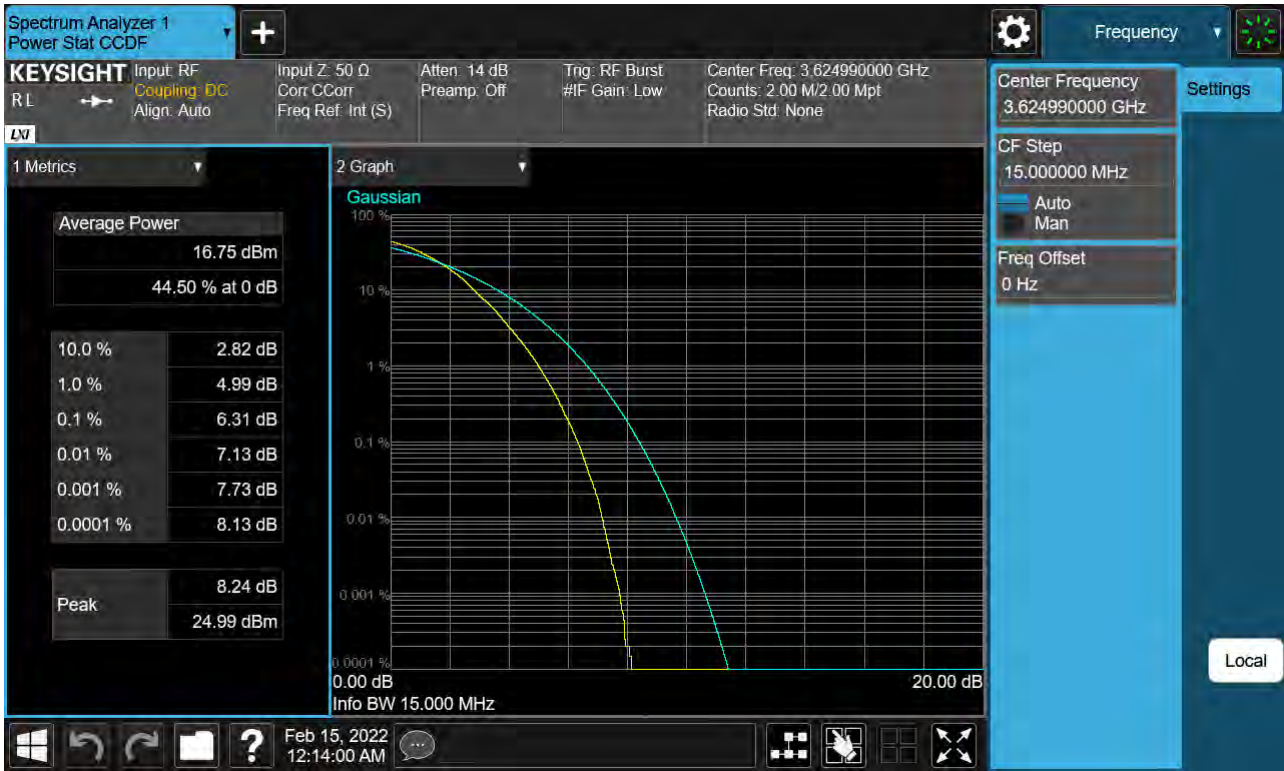 Spectrum Analyzer 1
Power Stat CCDF
+
Frequency
KEYSIGHT
R L
LXI
Input: RF
Coupling: DC
Align: Auto
Input Z: 50 Ω
Corr CCorr
Freq Ref: Int (S)
Atten: 14 dB
Preamp: Off
Trig: RF Burst
#IF Gain: Low
Center Freq: 3.624990000 GHz
Counts: 2.00 M/2.00 Mpt
Radio Std: None
Center Frequency
3.624990000 GHz
Settings
CF Step
15.000000 MHz
Auto
Man
Freq Offset
0 Hz
Local
1 Metrics
Average Power
16.75 dBm
44.50 % at 0 dB
10.0 % 2.82 dB
1.0 % 4.99 dB
0.1 % 6.31 dB
0.01 % 7.13 dB
0.001 % 7.73 dB
0.0001 % 8.13 dB
Peak 8.24 dB
24.99 dBm
2 Graph
Gaussian
100 %
10 %
1 %
0.1 %
0.01 %
0.001 %
0.0001 %
0.00 dB 20.00 dB
Info BW 15.000 MHz
?
Feb 15, 2022
12:14:00 AM